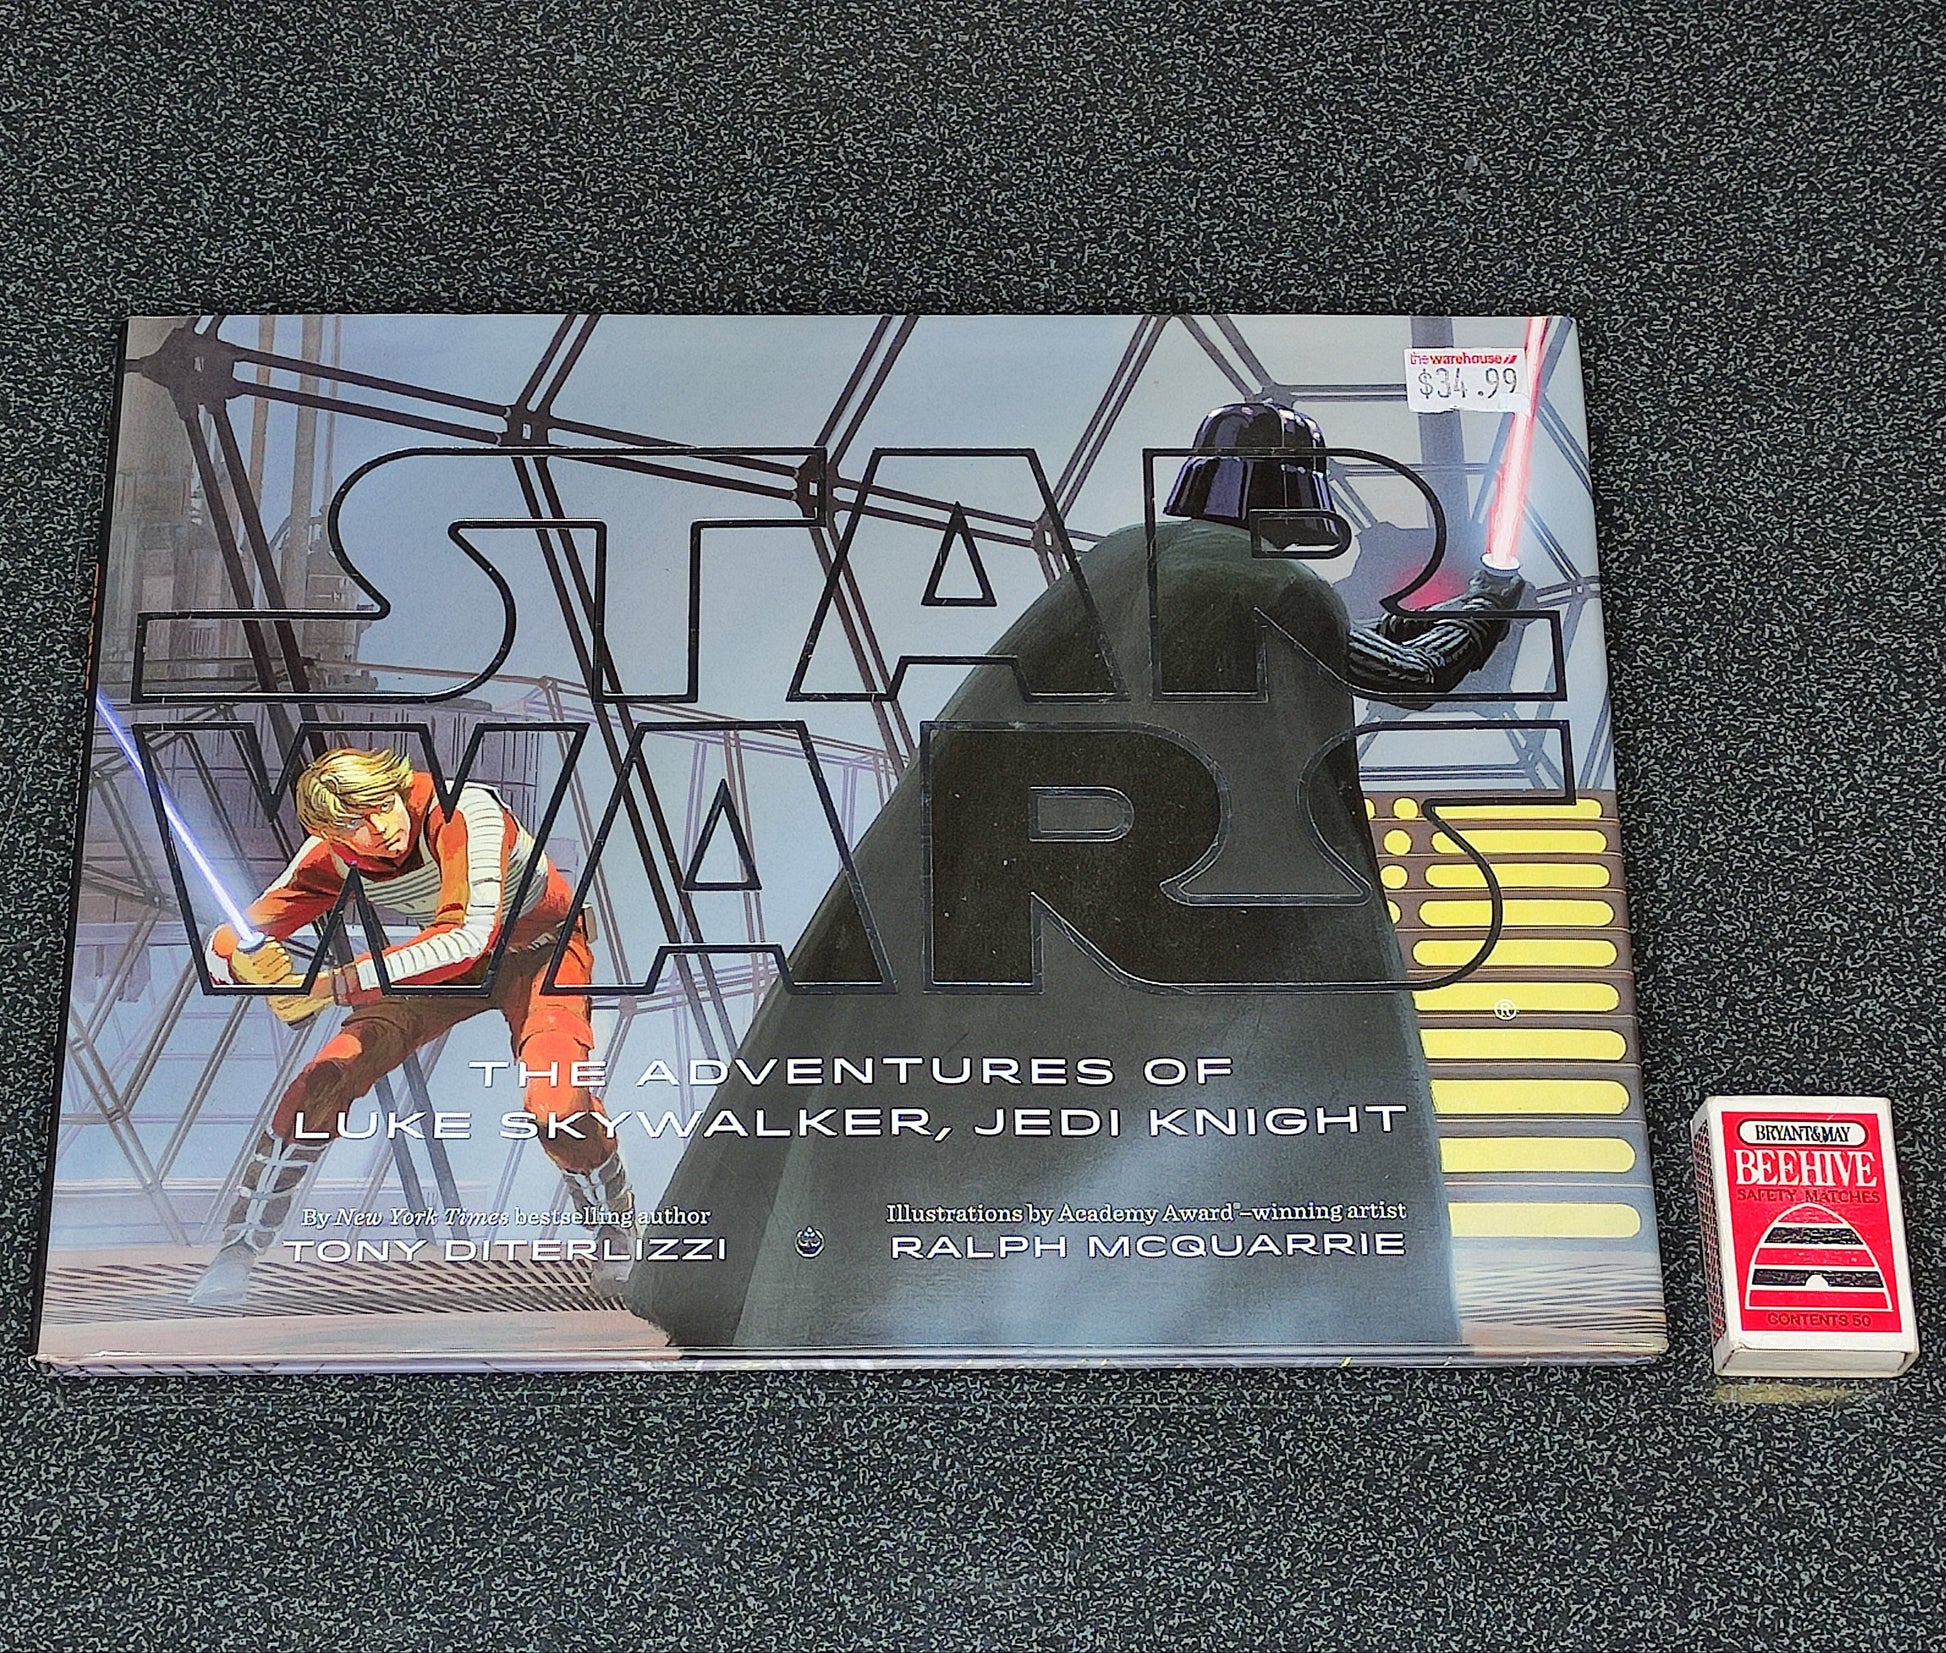 the warehouse
$34.99
STAR
WARS
®
THE ADVENTURES OF
LUKE SKYWALKER, JEDI KNIGHT
By New York Times bestselling author
TONY DITERLIZZI
Illustrations by Academy Award®–winning artist
RALPH MCQUARRIE
BRYANT&MAY
BEEHIVE
SAFETY MATCHES
CONTENTS 50